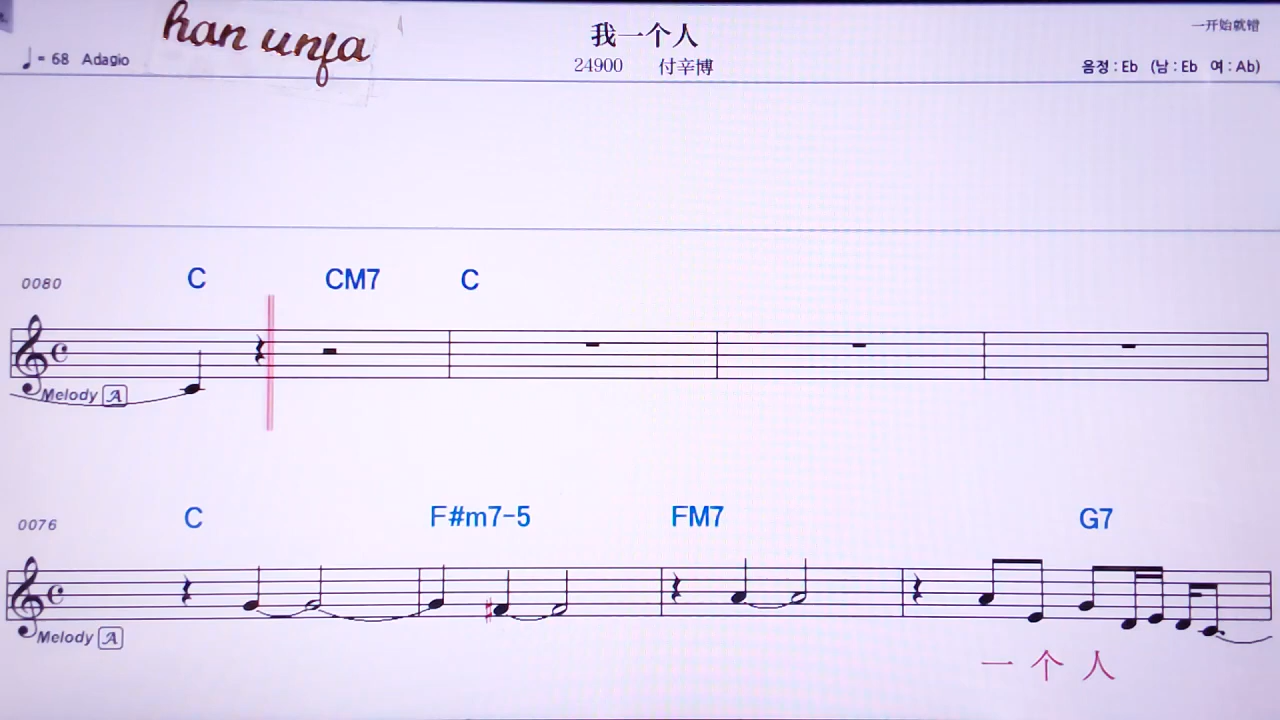 han unfa
我一个人
一开始就错
♩= 68 Adagio
24900 付辛博
음정 : Eb (남 : Eb 여 : Ab)
0080
C CM7 C
Melody A
0076
C F#m7-5 FM7 G7
Melody A
一 个 人